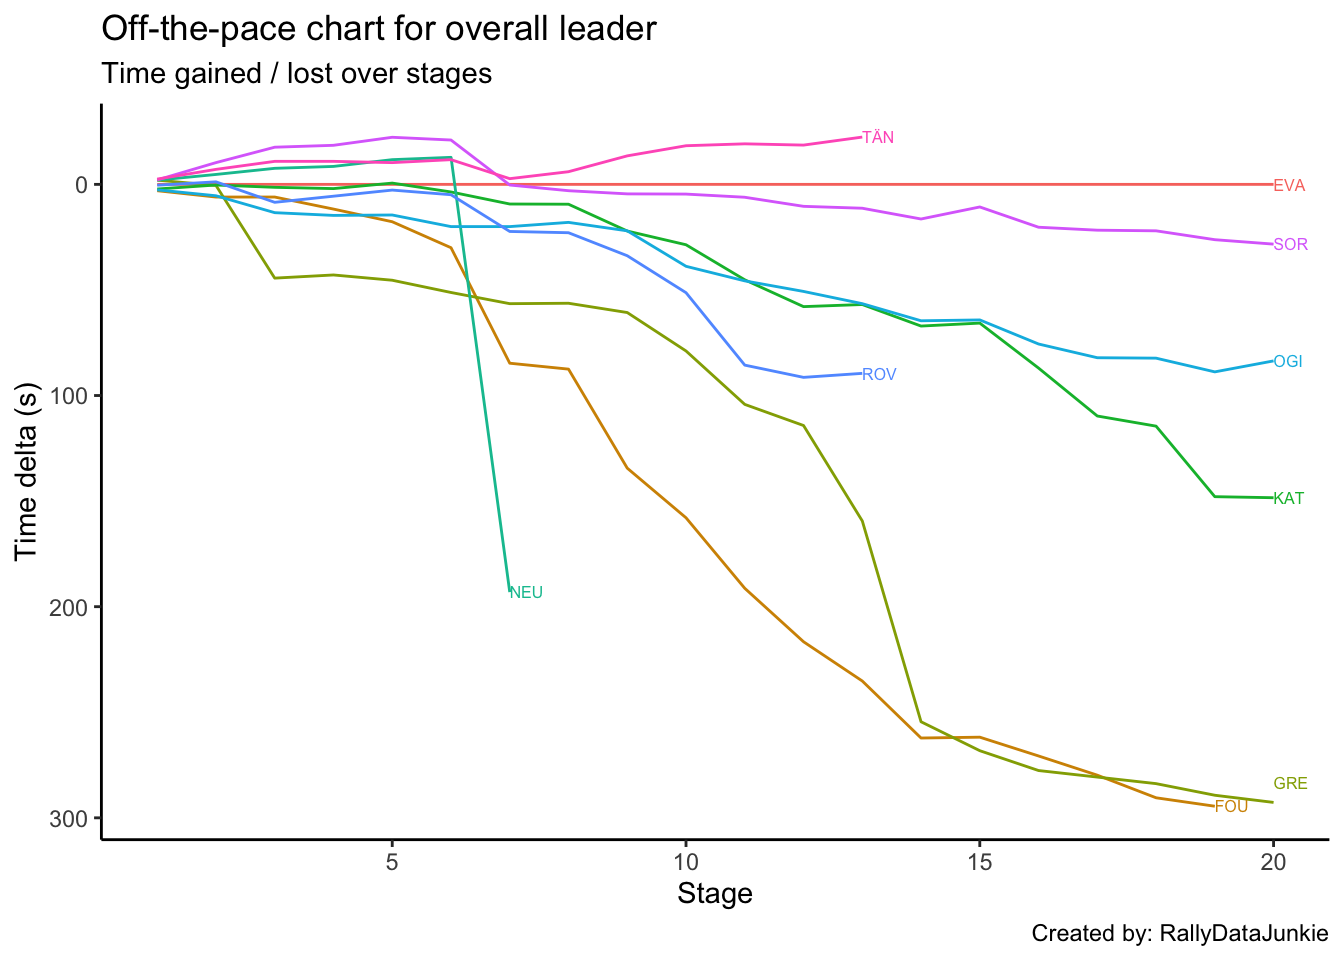 Off-the-pace chart for overall leader
Time gained / lost over stages
TÄN
0
EVA
SOR
OGI
100
ROV
KAT
Time delta (s)
NEU
200
GRE
FOU
300
5
10
15
20
Stage
Created by: RallyDataJunkie